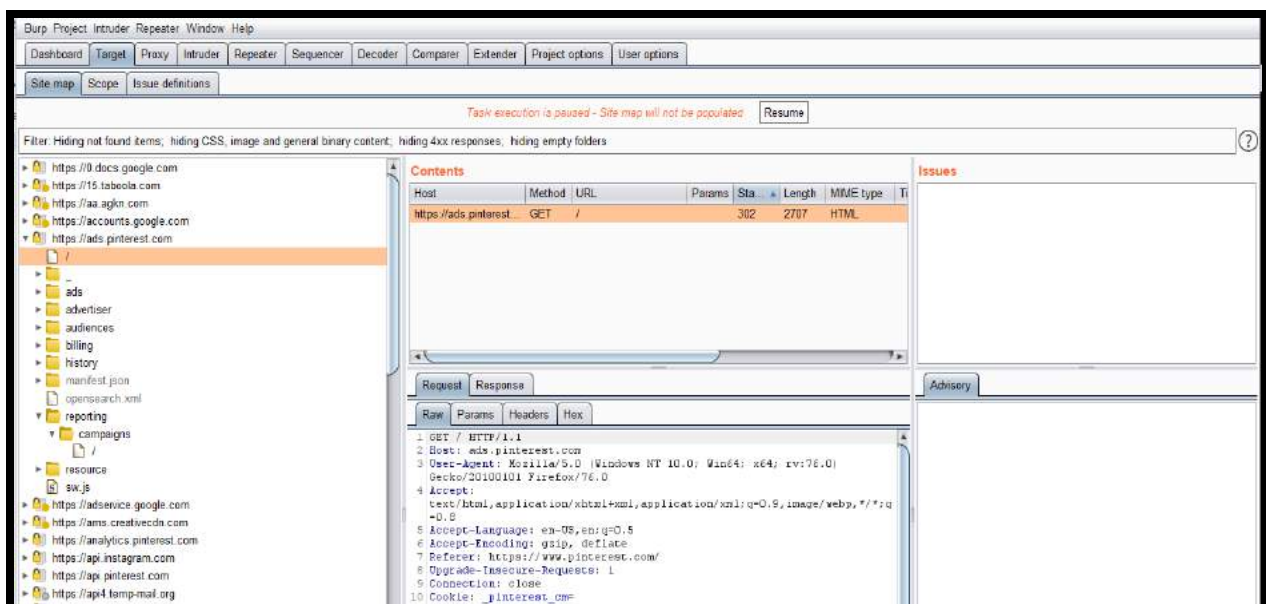 Burp Project Intruder Repeater Window Help
Dashboard Target Proxy Intruder Repeater Sequencer Decoder Comparer Extender Project options User options
Site map Scope Issue definitions
Task execution is paused - Site map will not be populated Resume
Filter: Hiding not found items; hiding CSS, image and general binary content; hiding 4xx responses; hiding empty folders ?
https://0.docs.google.com
https://15.taboola.com
https://aa.agkn.com
https://accounts.google.com
https://ads.pinterest.com
/
_
ads
advertiser
audiences
billing
history
manifest.json
opensearch.xml
reporting
campaigns
/
resource
sw.js
https://adservice.google.com
https://ams.creativecdn.com
https://analytics.pinterest.com
https://api.instagram.com
https://api.pinterest.com
https://api4.temp-mail.org
Contents
Host Method URL Params Sta... Length MIME type Ti
https://ads.pinterest... GET / 302 2707 HTML
Request Response
Raw Params Headers Hex
1 GET / HTTP/1.1
2 Host: ads.pinterest.com
3 User-Agent: Mozilla/5.0 (Windows NT 10.0; Win64; x64; rv:76.0)
Gecko/20100101 Firefox/76.0
4 Accept:
text/html,application/xhtml+xml,application/xml;q=0.9,image/webp,*/*;q
=0.8
5 Accept-Language: en-US,en;q=0.5
6 Accept-Encoding: gzip, deflate
7 Referer: https://www.pinterest.com/
8 Upgrade-Insecure-Requests: 1
9 Connection: close
10 Cookie: _pinterest_cm=
Issues
Advisory